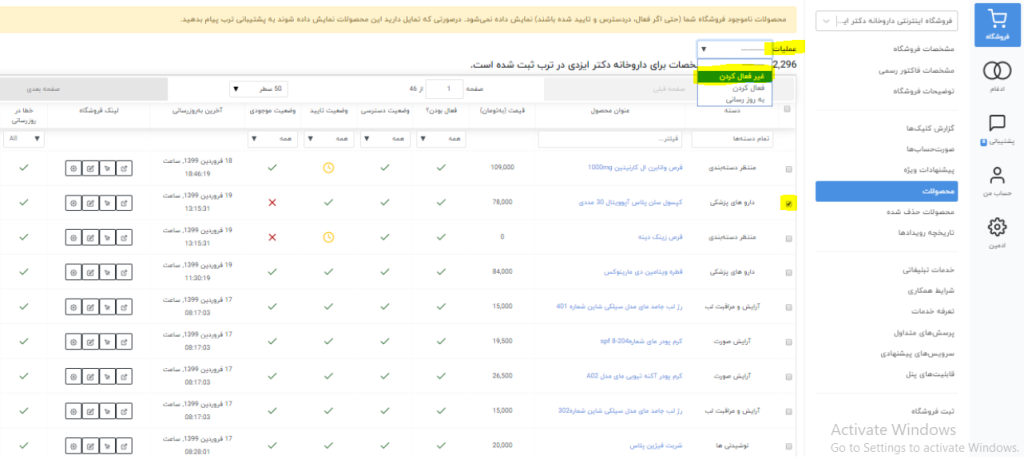 محصولات ناموجود فروشگاه شما (حتی اگر فعال، دردسترس و تایید شده باشند) نمایش داده نمی‌شود. درصورتی که تمایل دارید این محصولات نمایش داده شوند به پشتیبانی ترب پیام بدهید.
عملیات
---------
2,296 مشخصات برای داروخانه دکتر ایزدی در ترب ثبت شده است.
---------
غیر فعال کردن
فعال کردن
به روز رسانی
صفحه قبلی
صفحه 1 از 46
50 سطر
صفحه بعدی
دسته
عنوان محصول
قیمت (به‌تومان)
فعال بودن؟
وضعیت دسترسی
وضعیت تایید
وضعیت موجودی
آخرین به‌روزرسانی
لینک فروشگاه
خطا در روزرسانی
تمام دسته‌ها
فیلتر...
همه
همه
همه
همه
All
منتظر دسته‌بندی قرص وانابرن ال کارنیتین 1000mg 109,000 18 فروردین 1399, ساعت 18:46:19
دارو های پزشکی کپسول سلن پلاس آپوویتال 30 عددی 78,000 19 فروردین 1399, ساعت 13:15:31
منتظر دسته‌بندی قرص زینک دینه 0 19 فروردین 1399, ساعت 13:15:31
دارو های پزشکی قطره ویتامین دی مارینوکس 84,000 19 فروردین 1399, ساعت 11:30:19
آرایش و مراقبت لب رژ لب جامد مای مدل سیلکی شاین شماره 401 15,000 17 فروردین 1399, ساعت 08:17:03
آرایش صورت کرم پودر مای شماره204-8 spf 19,500 17 فروردین 1399, ساعت 08:17:03
آرایش صورت کرم پودر آکنه تیوبی مای مدل A02 26,500 17 فروردین 1399, ساعت 08:17:03
آرایش و مراقبت لب رژ لب جامد مای مدل سیلکی شاین شماره302 15,000 17 فروردین 1399, ساعت 08:17:03
نوشیدنی ها شربت فیژین پلاس 20,000 17 فروردین 1399, ساعت 08:28:01
فروشگاه اینترنتی داروخانه دکتر ایز...
مشخصات فروشگاه
مشخصات فاکتور رسمی
توضیحات فروشگاه
گزارش کلیک‌ها
صورت‌حساب‌ها
پیشنهادات ویژه
محصولات
محصولات حذف شده
تاریخچه رویدادها
خدمات تبلیغاتی
شرایط همکاری
تعرفه خدمات
پرسش‌های متداول
سرویس‌های پیشنهادی
قابلیت‌های پنل
ثبت فروشگاه
فروشگاه
ادغام
پشتیبانی
حساب من
ادمین
Activate Windows
Go to Settings to activate Windows.